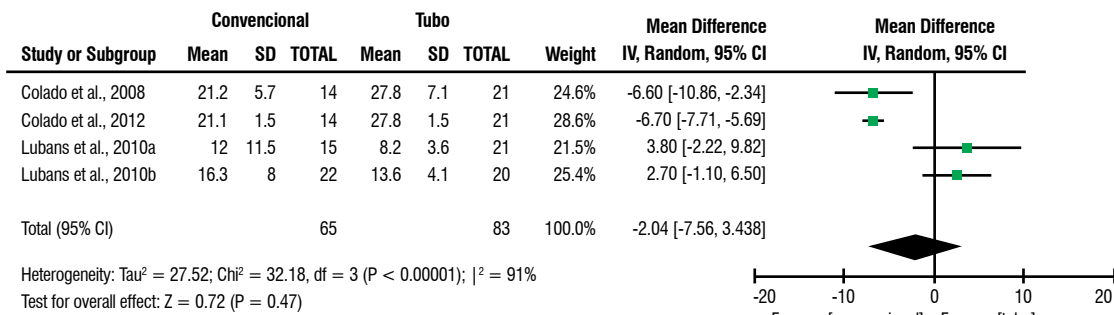 Convencional Tubo Mean Difference Mean Difference
Study or Subgroup Mean SD TOTAL Mean SD TOTAL Weight IV, Random, 95% CI IV, Random, 95% CI
Colado et al., 2008 21.2 5.7 14 27.8 7.1 21 24.6% -6.60 [-10.86, -2.34]
Colado et al., 2012 21.1 1.5 14 27.8 1.5 21 28.6% -6.70 [-7.71, -5.69]
Lubans et al., 2010a 12 11.5 15 8.2 3.6 21 21.5% 3.80 [-2.22, 9.82]
Lubans et al., 2010b 16.3 8 22 13.6 4.1 20 25.4% 2.70 [-1.10, 6.50]
Total (95% CI) 65 83 100.0% -2.04 [-7.56, 3.438]
Heterogeneity: Tau² = 27.52; Chi² = 32.18, df = 3 (P < 0.00001); |² = 91%
Test for overall effect: Z = 0.72 (P = 0.47)
-20 -10 0 10 20